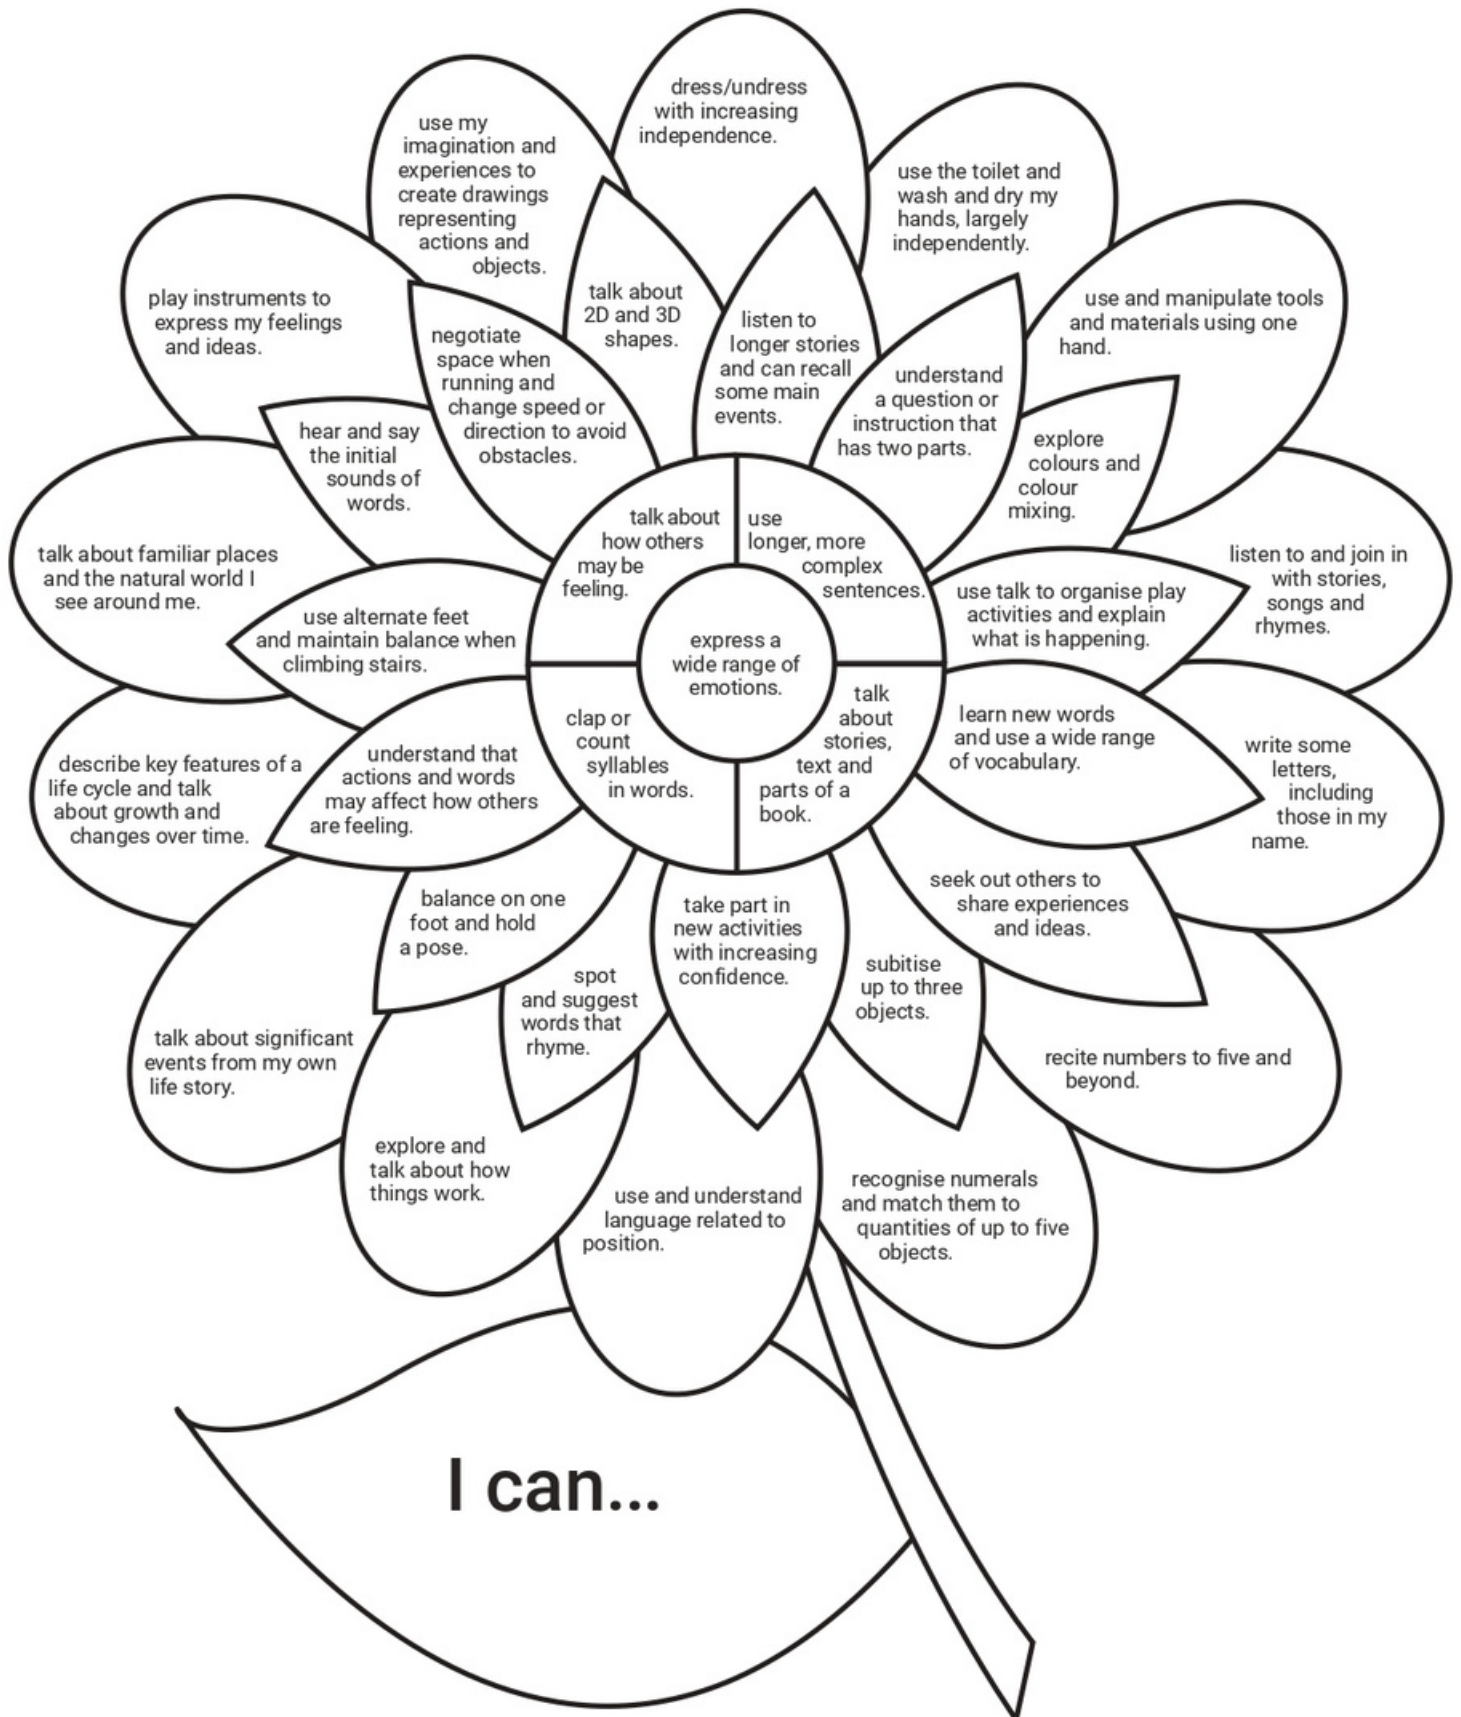 dress/undress
with increasing
independence.
use my
imagination and
experiences to
create drawings
representing
actions and
objects.
use the toilet and
wash and dry my
hands, largely
independently.
play instruments to
express my feelings
and ideas.
use and manipulate tools
and materials using one
hand.
talk about
2D and 3D
shapes.
listen to
longer stories
and can recall
some main
events.
negotiate
space when
running and
change speed or
direction to avoid
obstacles.
understand
a question or
instruction that
has two parts.
hear and say
the initial
sounds of
words.
explore
colours and
colour
mixing.
talk about familiar places
and the natural world I
see around me.
listen to and join in
with stories,
songs and
rhymes.
talk about
how others
may be
feeling.
use
longer, more
complex
sentences.
use alternate feet
and maintain balance when
climbing stairs.
use talk to organise play
activities and explain
what is happening.
express a
wide range of
emotions.
clap or
count
syllables
in words.
talk
about
stories,
text and
parts of a
book.
learn new words
and use a wide range
of vocabulary.
write some
letters,
including
those in my
name.
describe key features of a
life cycle and talk
about growth and
changes over time.
understand that
actions and words
may affect how others
are feeling.
balance on one
foot and hold
a pose.
take part in
new activities
with increasing
confidence.
seek out others to
share experiences
and ideas.
spot
and suggest
words that
rhyme.
subitise
up to three
objects.
talk about significant
events from my own
life story.
recite numbers to five and
beyond.
explore and
talk about how
things work.
use and understand
language related to
position.
recognise numerals
and match them to
quantities of up to five
objects.
I can...